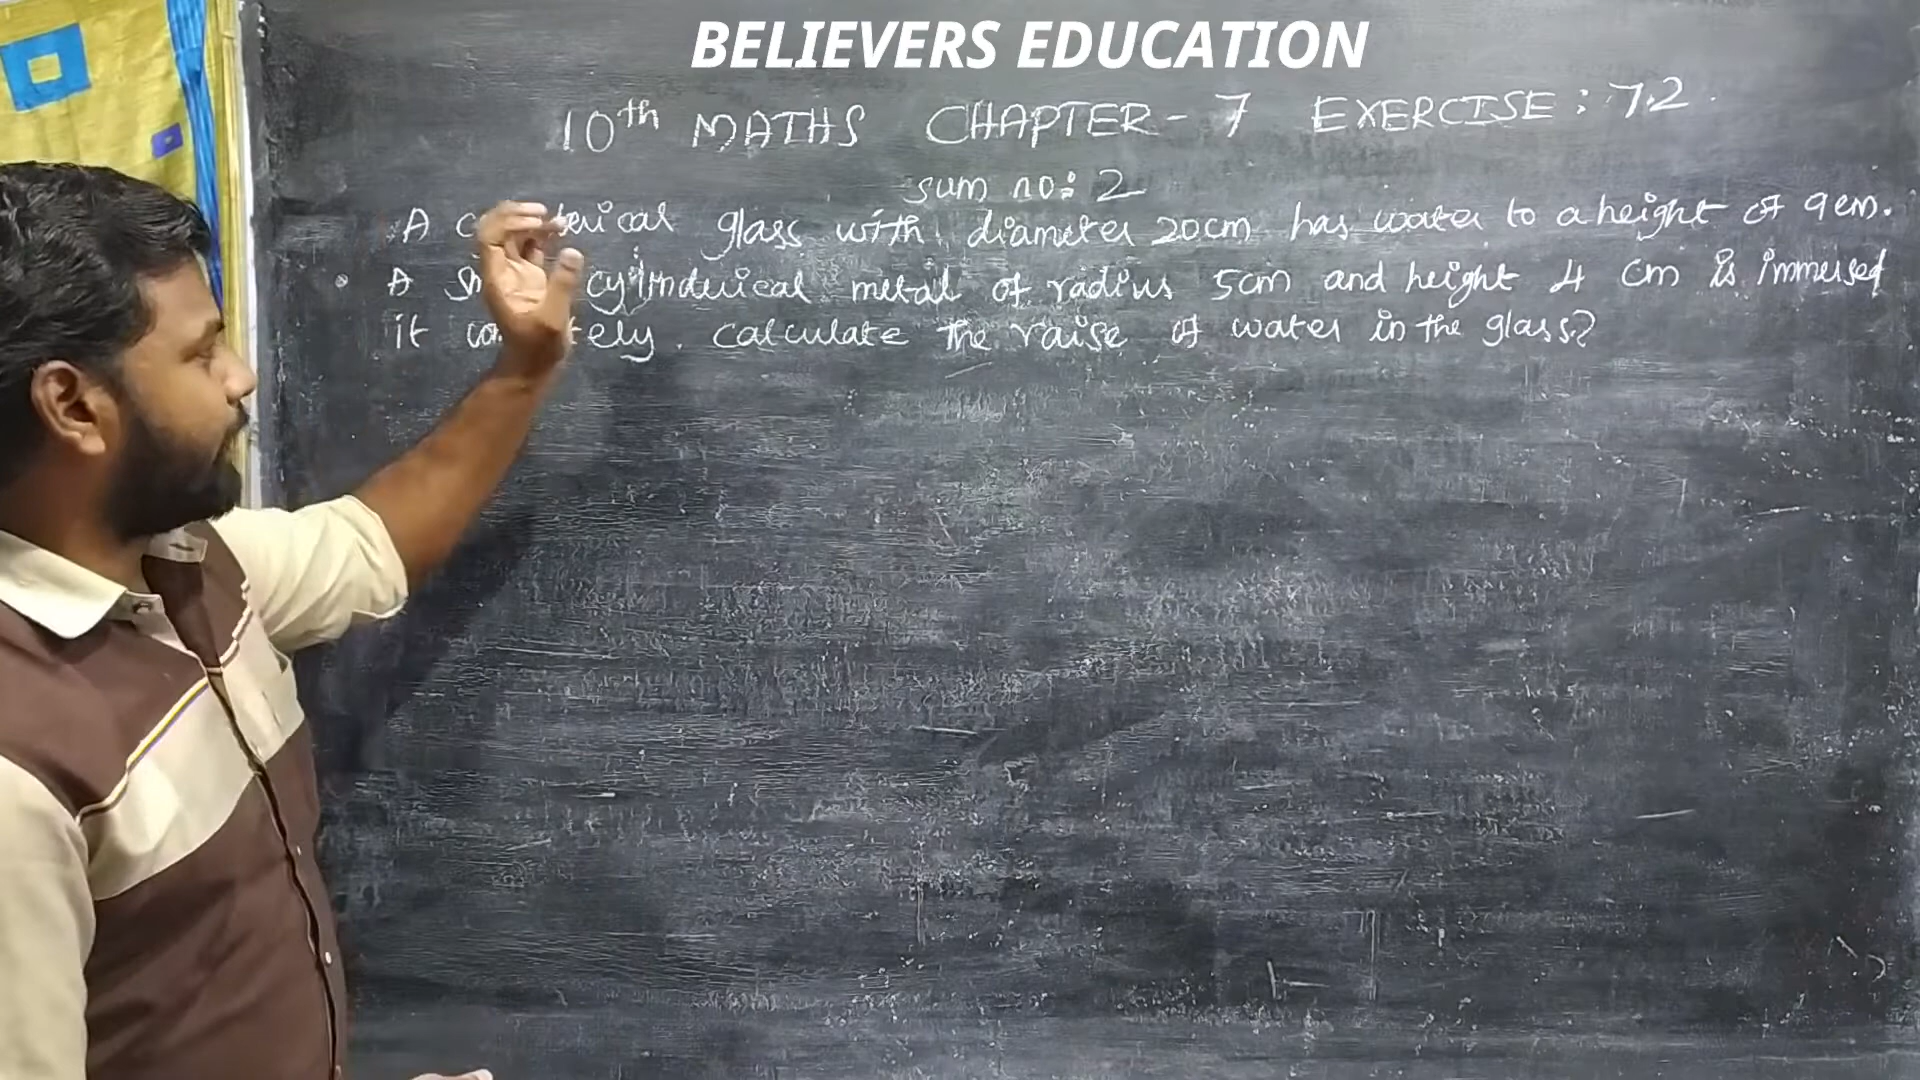 BELIEVERS EDUCATION
10th MATHS CHAPTER - 7 EXERCISE : 7.2
sum no: 2
A glass with diameter 20cm has water to a height of 9cm.
A cylinderical metal of radius 5cm and height 4 cm is immersed
it calculate the raise of water in the glass?